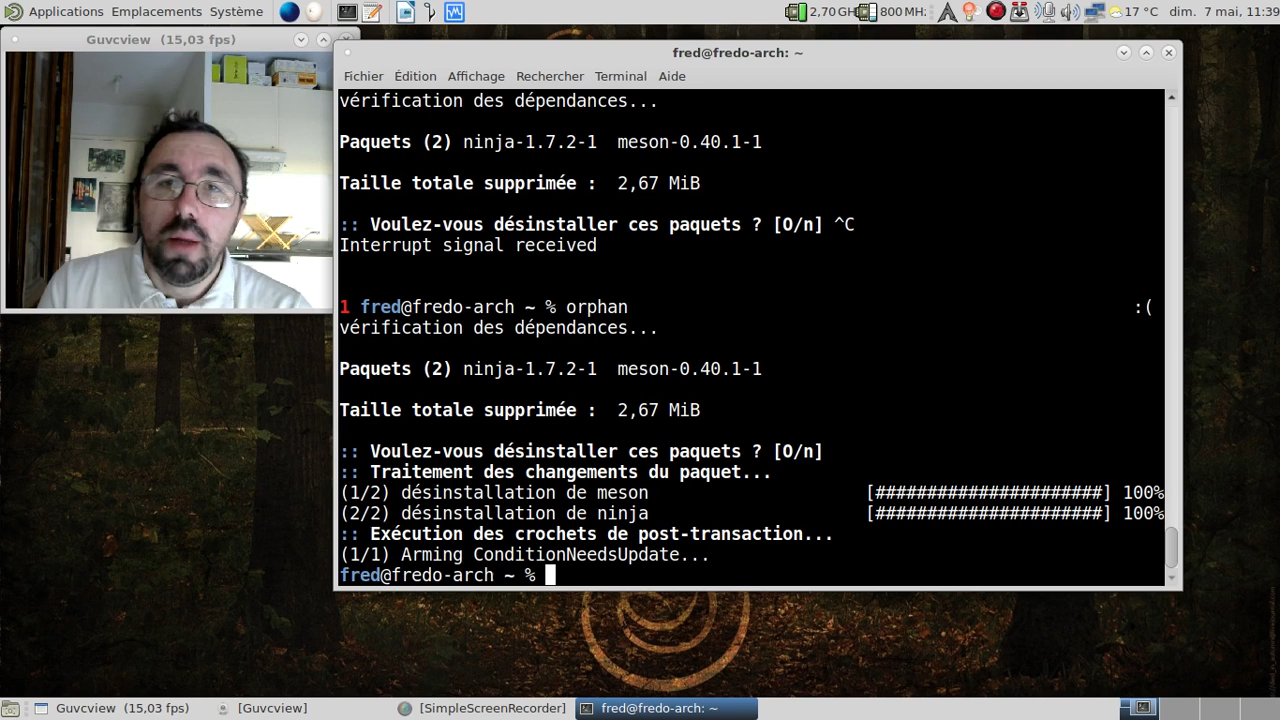 Applications Emplacements Système 2,70 GH 800 MHz 17 °C dim. 7 mai, 11:39
Guvcview (15,03 fps)
fred@fredo-arch: ~
Fichier Édition Affichage Rechercher Terminal Aide
vérification des dépendances...
Paquets (2) ninja-1.7.2-1  meson-0.40.1-1
Taille totale supprimée :  2,67 MiB
:: Voulez-vous désinstaller ces paquets ? [O/n] ^C
Interrupt signal received
1 fred@fredo-arch ~ % orphan :(
vérification des dépendances...
Paquets (2) ninja-1.7.2-1  meson-0.40.1-1
Taille totale supprimée :  2,67 MiB
:: Voulez-vous désinstaller ces paquets ? [O/n]
:: Traitement des changements du paquet...
(1/2) désinstallation de meson [######################] 100%
(2/2) désinstallation de ninja [######################] 100%
:: Exécution des crochets de post-transaction...
(1/1) Arming ConditionNeedsUpdate...
fred@fredo-arch ~ %
Guvcview (15,03 fps) [Guvcview] [SimpleScreenRecorder] fred@fredo-arch: ~